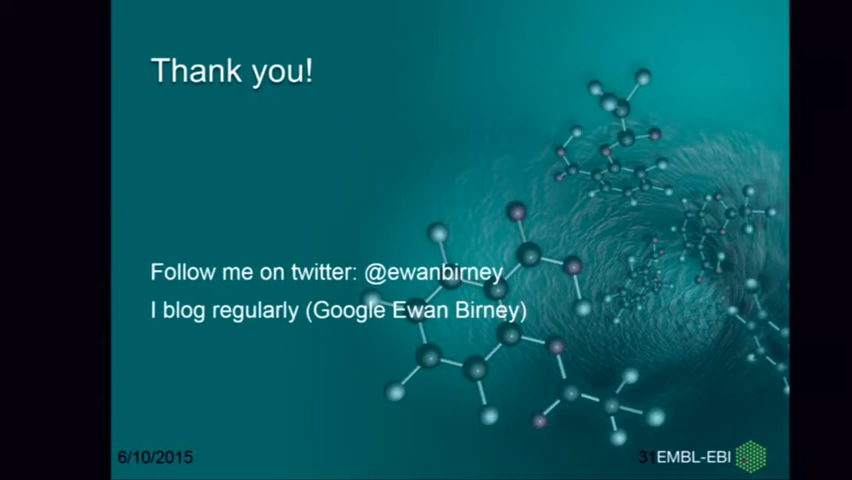 Thank you!
Follow me on twitter: @ewanbirney
I blog regularly (Google Ewan Birney)
6/10/2015
31
EMBL-EBI